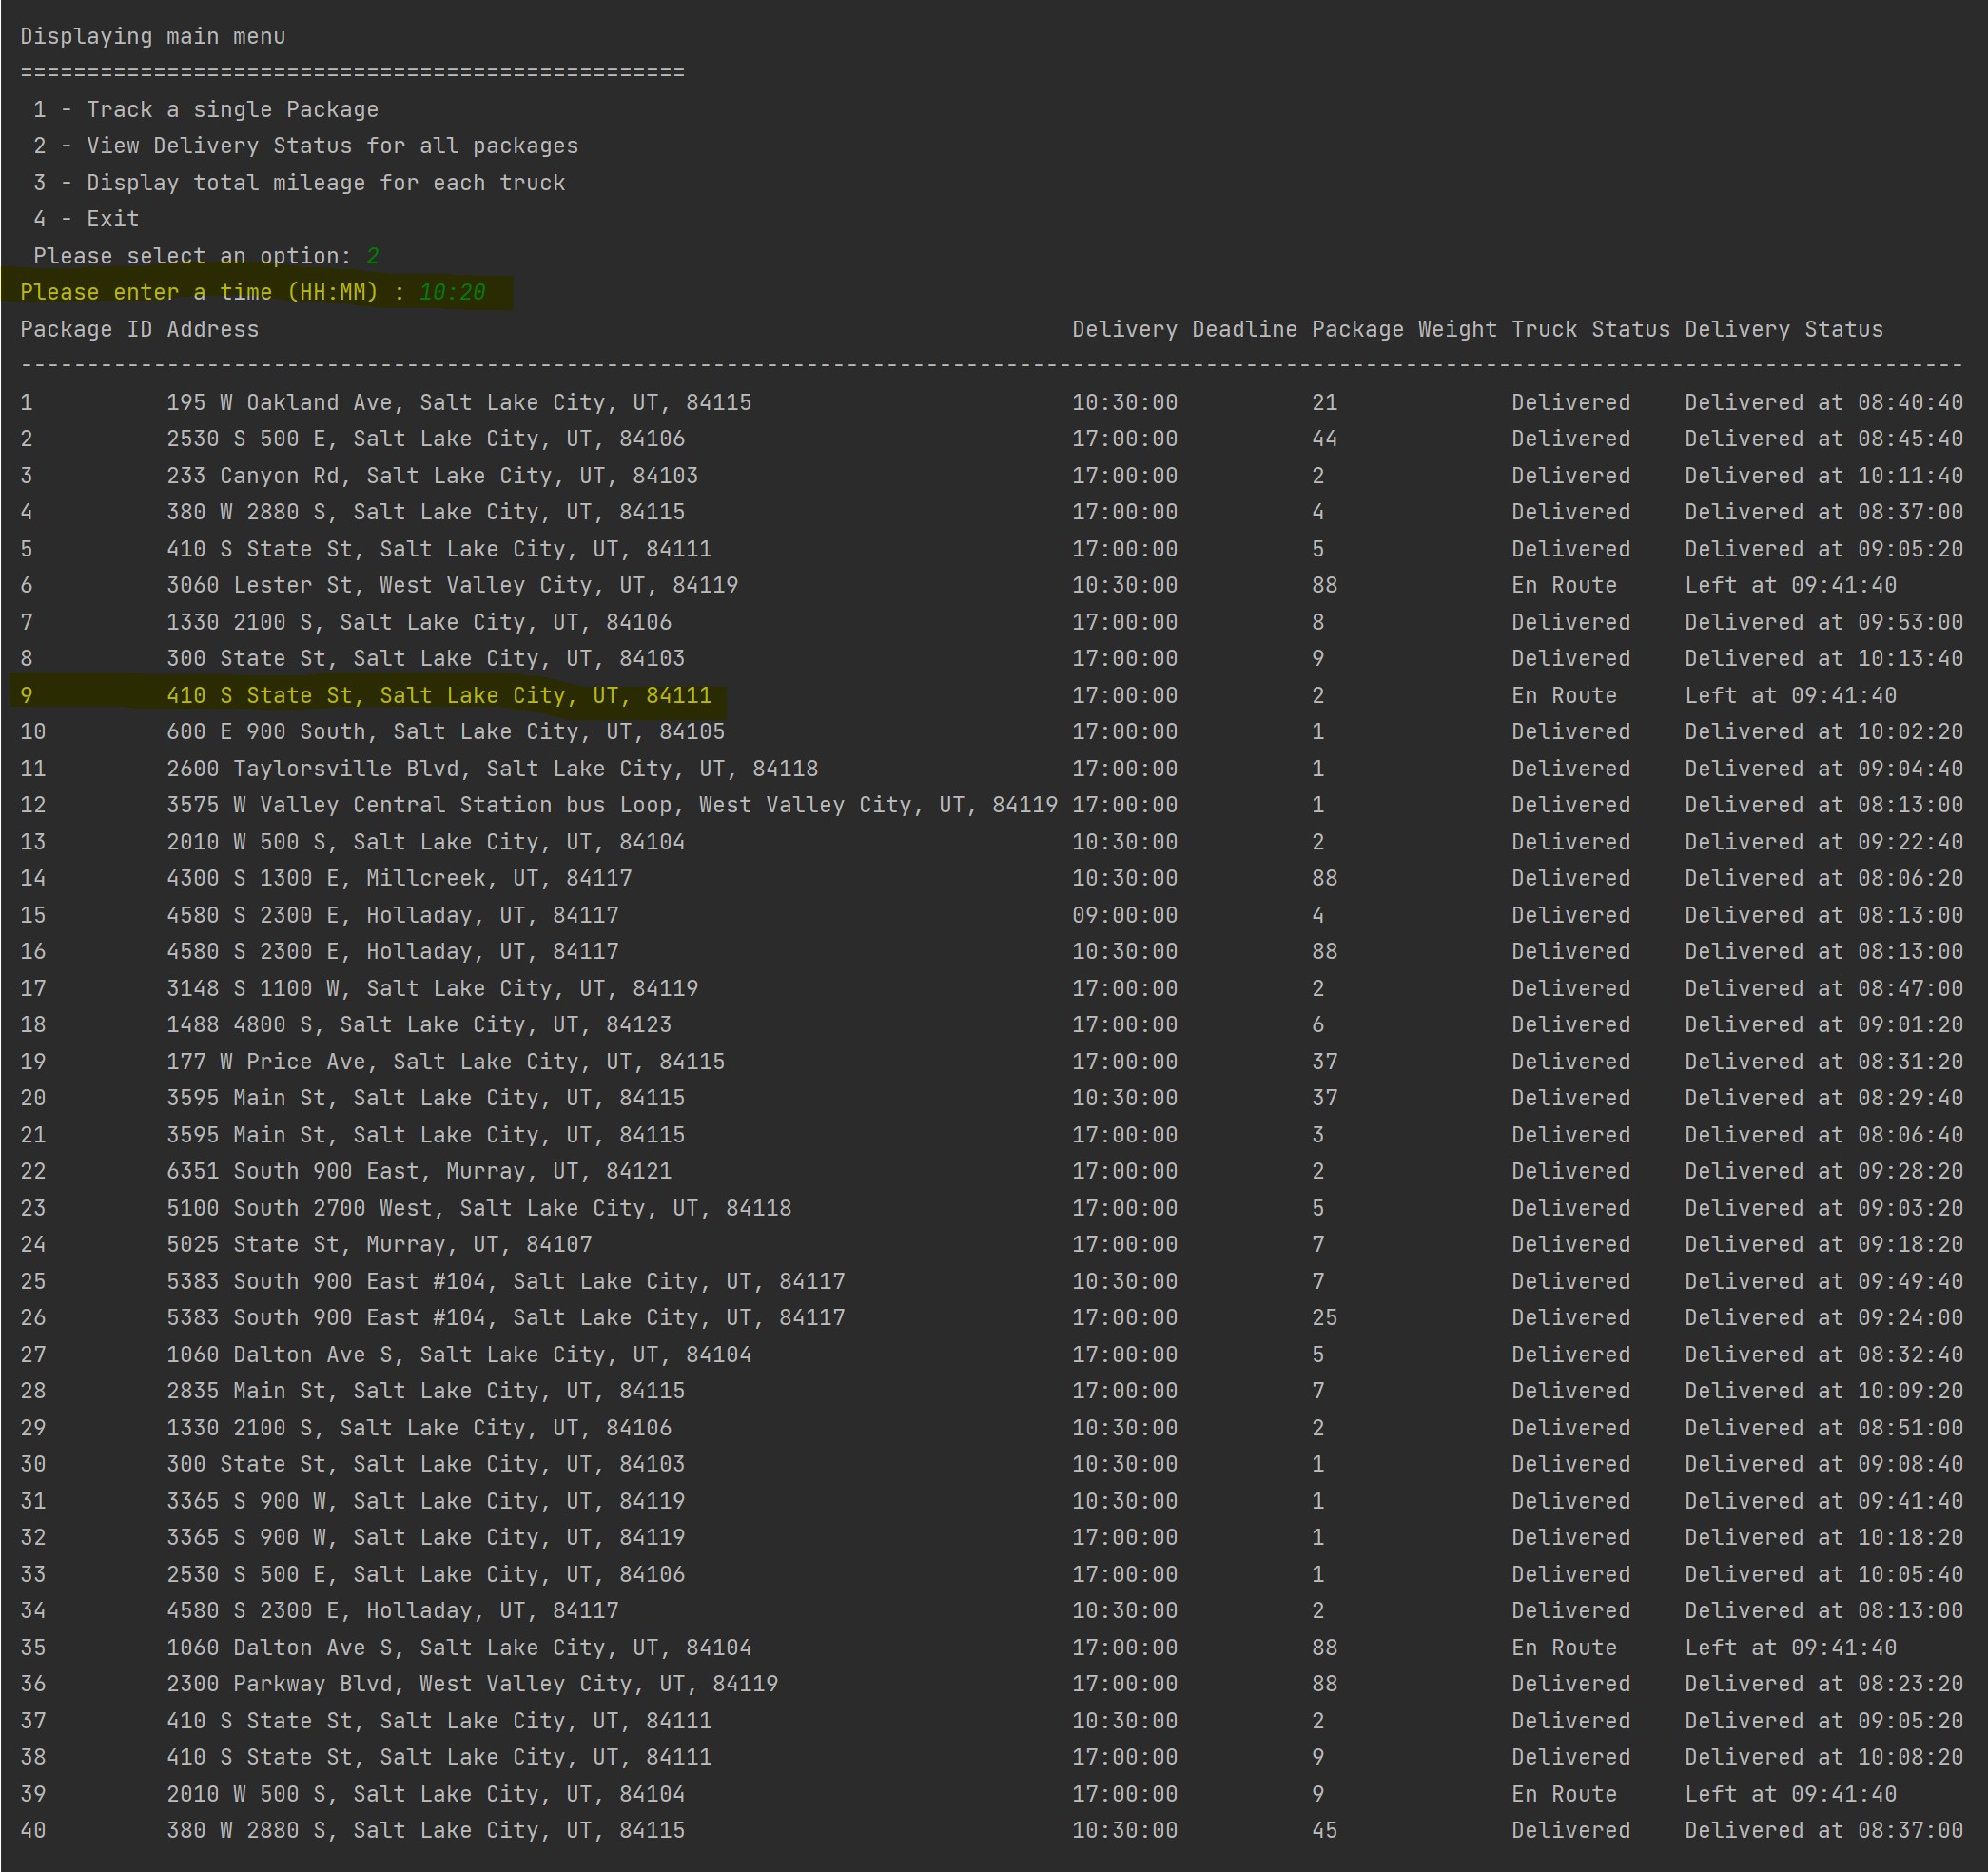 Displaying main menu
==================================================
1 - Track a single Package
2 - View Delivery Status for all packages
3 - Display total mileage for each truck
4 - Exit
Please select an option: 2
Please enter a time (HH:MM) : 10:20
Package ID Address Delivery Deadline Package Weight Truck Status Delivery Status
--------------------------------------------------------------------------------------------------------------------------------------------------
1 195 W Oakland Ave, Salt Lake City, UT, 84115 10:30:00 21 Delivered Delivered at 08:40:40
2 2530 S 500 E, Salt Lake City, UT, 84106 17:00:00 44 Delivered Delivered at 08:45:40
3 233 Canyon Rd, Salt Lake City, UT, 84103 17:00:00 2 Delivered Delivered at 10:11:40
4 380 W 2880 S, Salt Lake City, UT, 84115 17:00:00 4 Delivered Delivered at 08:37:00
5 410 S State St, Salt Lake City, UT, 84111 17:00:00 5 Delivered Delivered at 09:05:20
6 3060 Lester St, West Valley City, UT, 84119 10:30:00 88 En Route Left at 09:41:40
7 1330 2100 S, Salt Lake City, UT, 84106 17:00:00 8 Delivered Delivered at 09:53:00
8 300 State St, Salt Lake City, UT, 84103 17:00:00 9 Delivered Delivered at 10:13:40
9 410 S State St, Salt Lake City, UT, 84111 17:00:00 2 En Route Left at 09:41:40
10 600 E 900 South, Salt Lake City, UT, 84105 17:00:00 1 Delivered Delivered at 10:02:20
11 2600 Taylorsville Blvd, Salt Lake City, UT, 84118 17:00:00 1 Delivered Delivered at 09:04:40
12 3575 W Valley Central Station bus Loop, West Valley City, UT, 84119 17:00:00 1 Delivered Delivered at 08:13:00
13 2010 W 500 S, Salt Lake City, UT, 84104 10:30:00 2 Delivered Delivered at 09:22:40
14 4300 S 1300 E, Millcreek, UT, 84117 10:30:00 88 Delivered Delivered at 08:06:20
15 4580 S 2300 E, Holladay, UT, 84117 09:00:00 4 Delivered Delivered at 08:13:00
16 4580 S 2300 E, Holladay, UT, 84117 10:30:00 88 Delivered Delivered at 08:13:00
17 3148 S 1100 W, Salt Lake City, UT, 84119 17:00:00 2 Delivered Delivered at 08:47:00
18 1488 4800 S, Salt Lake City, UT, 84123 17:00:00 6 Delivered Delivered at 09:01:20
19 177 W Price Ave, Salt Lake City, UT, 84115 17:00:00 37 Delivered Delivered at 08:31:20
20 3595 Main St, Salt Lake City, UT, 84115 10:30:00 37 Delivered Delivered at 08:29:40
21 3595 Main St, Salt Lake City, UT, 84115 17:00:00 3 Delivered Delivered at 08:06:40
22 6351 South 900 East, Murray, UT, 84121 17:00:00 2 Delivered Delivered at 09:28:20
23 5100 South 2700 West, Salt Lake City, UT, 84118 17:00:00 5 Delivered Delivered at 09:03:20
24 5025 State St, Murray, UT, 84107 17:00:00 7 Delivered Delivered at 09:18:20
25 5383 South 900 East #104, Salt Lake City, UT, 84117 10:30:00 7 Delivered Delivered at 09:49:40
26 5383 South 900 East #104, Salt Lake City, UT, 84117 17:00:00 25 Delivered Delivered at 09:24:00
27 1060 Dalton Ave S, Salt Lake City, UT, 84104 17:00:00 5 Delivered Delivered at 08:32:40
28 2835 Main St, Salt Lake City, UT, 84115 17:00:00 7 Delivered Delivered at 10:09:20
29 1330 2100 S, Salt Lake City, UT, 84106 10:30:00 2 Delivered Delivered at 08:51:00
30 300 State St, Salt Lake City, UT, 84103 10:30:00 1 Delivered Delivered at 09:08:40
31 3365 S 900 W, Salt Lake City, UT, 84119 10:30:00 1 Delivered Delivered at 09:41:40
32 3365 S 900 W, Salt Lake City, UT, 84119 17:00:00 1 Delivered Delivered at 10:18:20
33 2530 S 500 E, Salt Lake City, UT, 84106 17:00:00 1 Delivered Delivered at 10:05:40
34 4580 S 2300 E, Holladay, UT, 84117 10:30:00 2 Delivered Delivered at 08:13:00
35 1060 Dalton Ave S, Salt Lake City, UT, 84104 17:00:00 88 En Route Left at 09:41:40
36 2300 Parkway Blvd, West Valley City, UT, 84119 17:00:00 88 Delivered Delivered at 08:23:20
37 410 S State St, Salt Lake City, UT, 84111 10:30:00 2 Delivered Delivered at 09:05:20
38 410 S State St, Salt Lake City, UT, 84111 17:00:00 9 Delivered Delivered at 10:08:20
39 2010 W 500 S, Salt Lake City, UT, 84104 17:00:00 9 En Route Left at 09:41:40
40 380 W 2880 S, Salt Lake City, UT, 84115 10:30:00 45 Delivered Delivered at 08:37:00